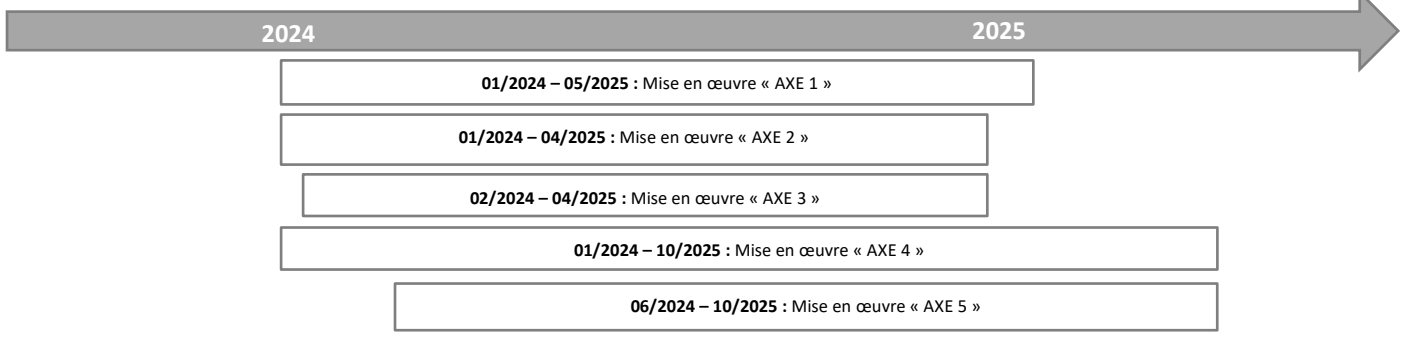 2024 2025
01/2024 – 05/2025 : Mise en œuvre « AXE 1 »
01/2024 – 04/2025 : Mise en œuvre « AXE 2 »
02/2024 – 04/2025 : Mise en œuvre « AXE 3 »
01/2024 – 10/2025 : Mise en œuvre « AXE 4 »
06/2024 – 10/2025 : Mise en œuvre « AXE 5 »